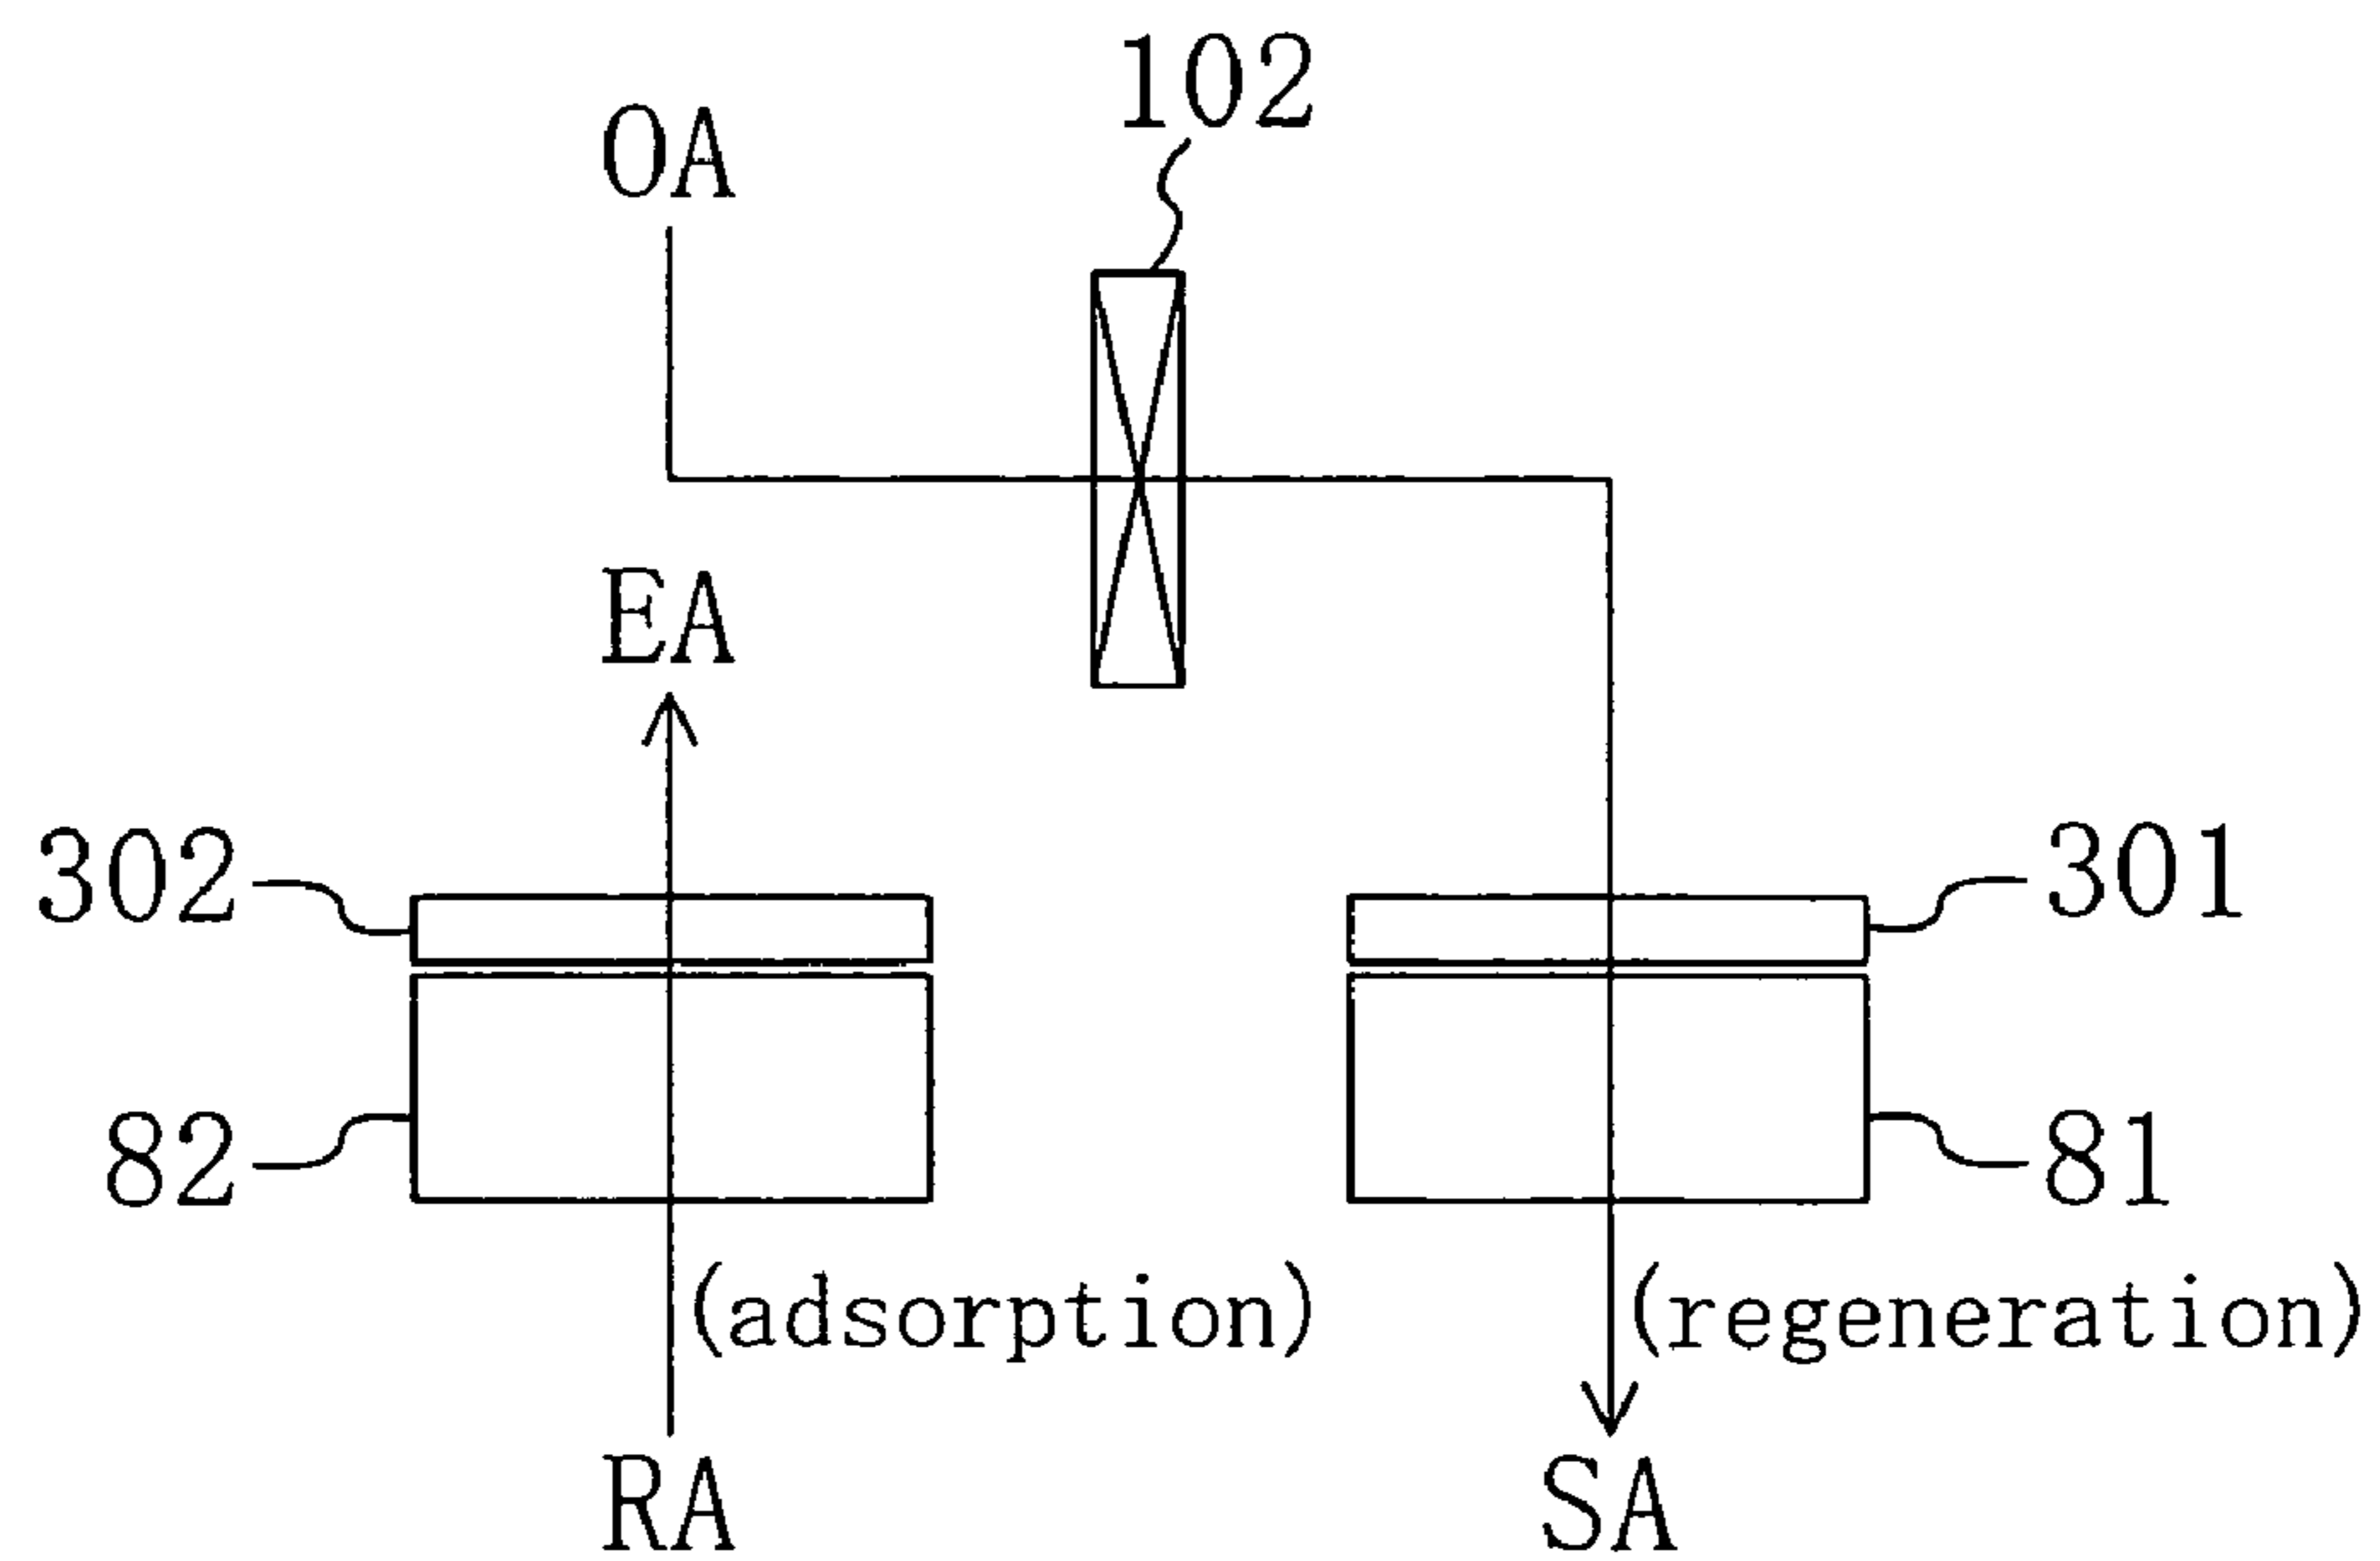 102
OA
EA
302
301
82
81
(adsorption)
(regeneration)
RA
SA